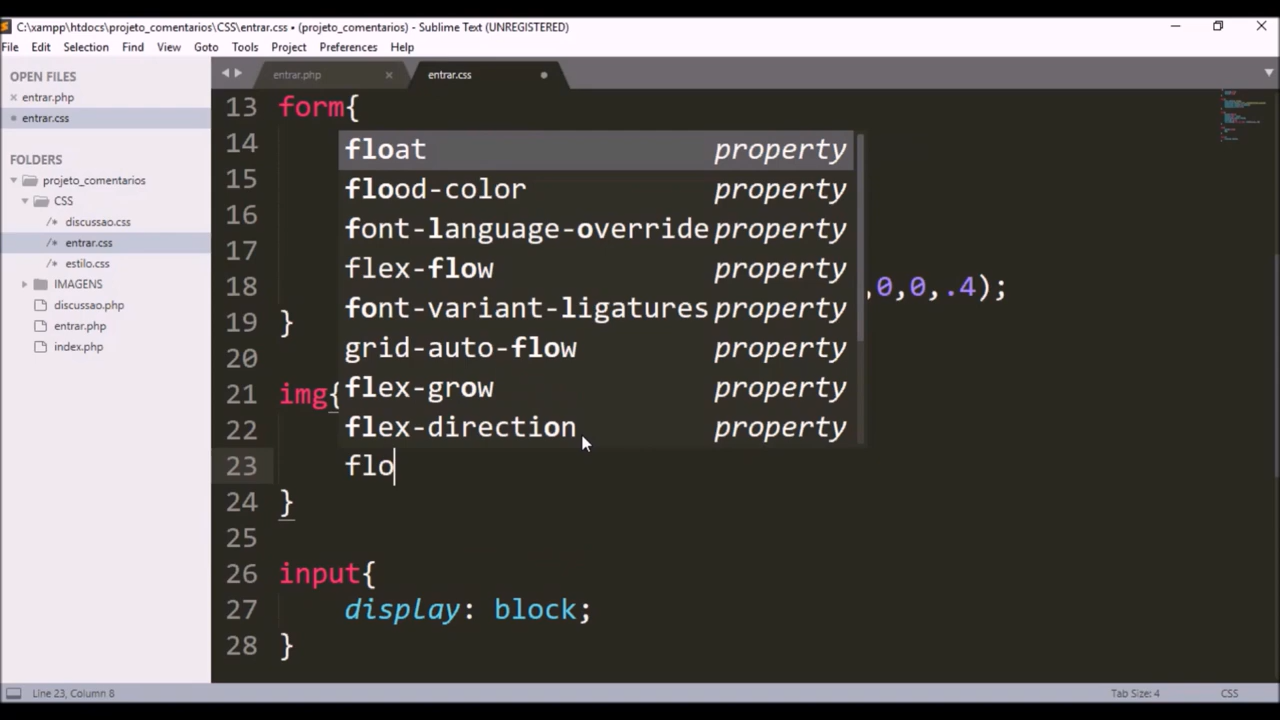 C:\xampp\htdocs\projeto_comentarios\CSS\entrar.css • (projeto_comentarios) - Sublime Text (UNREGISTERED)
File Edit Selection Find View Goto Tools Project Preferences Help
OPEN FILES
entrar.php
entrar.css
FOLDERS
projeto_comentarios
CSS
/* discussao.css
/* entrar.css
/* estilo.css
IMAGENS
discussao.php
entrar.php
index.php
entrar.php
entrar.css
13 form{
14
15
16
17
18 ,0,0,.4);
19 }
20
21 img{
22
23 flo
24 }
25
26 input{
27 display: block;
28 }
float property
flood-color property
font-language-override property
flex-flow property
font-variant-ligatures property
grid-auto-flow property
flex-grow property
flex-direction property
Line 23, Column 8
Tab Size: 4
CSS